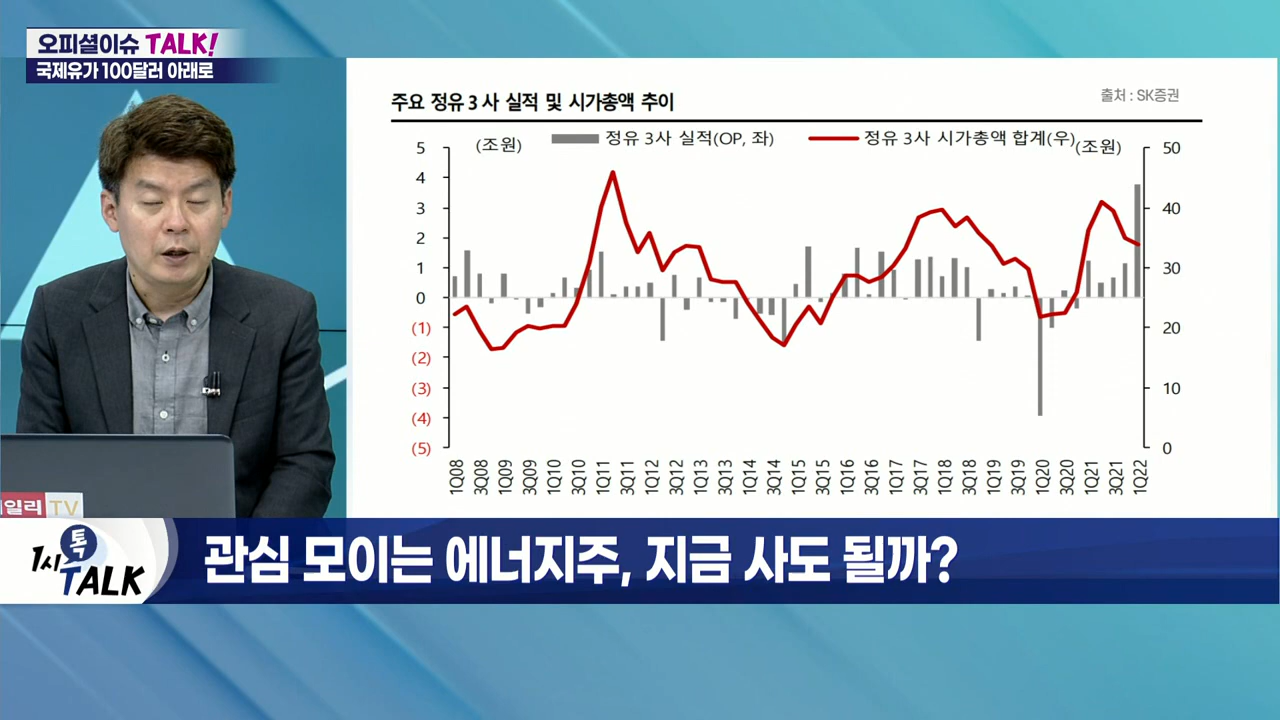 오피셜이슈 TALK!
국제유가 100달러 아래로
주요 정유 3사 실적 및 시가총액 추이
출처 : SK증권
(조원)
정유 3사 실적(OP, 좌)
정유 3사 시가총액 합계(우)
(조원)
5
4
3
2
1
0
(1)
(2)
(3)
(4)
(5)
50
40
30
20
10
0
1Q08
3Q08
1Q09
3Q09
1Q10
3Q10
1Q11
3Q11
1Q12
3Q12
1Q13
3Q13
1Q14
3Q14
1Q15
3Q15
1Q16
3Q16
1Q17
3Q17
1Q18
3Q18
1Q19
3Q19
1Q20
3Q20
1Q21
3Q21
1Q22
일리 TV
1시 톡 TALK
관심 모이는 에너지주, 지금 사도 될까?